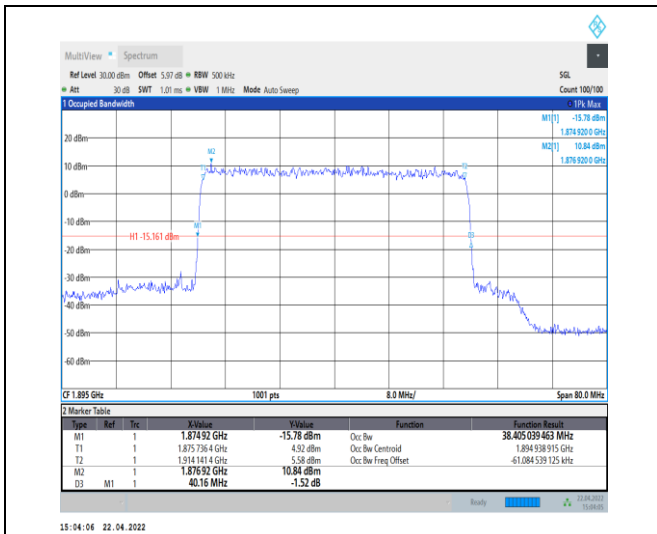 MultiView Spectrum
Ref Level 30.00 dBm Offset 5.97 dB RBW 500 kHz SGL
Att 30 dB SWT 1.01 ms VBW 1 MHz Mode Auto Sweep Count 100/100
1 Occupied Bandwidth 1Pk Max
M1[1] -15.78 dBm
1.874 920 0 GHz
M2[1] 10.84 dBm
1.876 920 0 GHz
20 dBm
M2
10 dBm
0 dBm
-10 dBm
M1
H1 -15.161 dBm
D3
-20 dBm
-30 dBm
-40 dBm
-50 dBm
-60 dBm
CF 1.895 GHz 1001 pts 8.0 MHz/ Span 80.0 MHz
2 Marker Table
Type Ref Trc X-Value Y-Value Function Function Result
M1 1 1.874 92 GHz -15.78 dBm Occ Bw 38.405 039 463 MHz
T1 1 1.875 736 4 GHz 4.92 dBm Occ Bw Centroid 1.894 938 915 GHz
T2 1 1.914 141 4 GHz 5.58 dBm Occ Bw Freq Offset -61.084 539 125 kHz
M2 1 1.876 92 GHz 10.84 dBm
D3 M1 1 40.16 MHz -1.52 dB
Ready 22.04.2022
15:04:06 22.04.2022